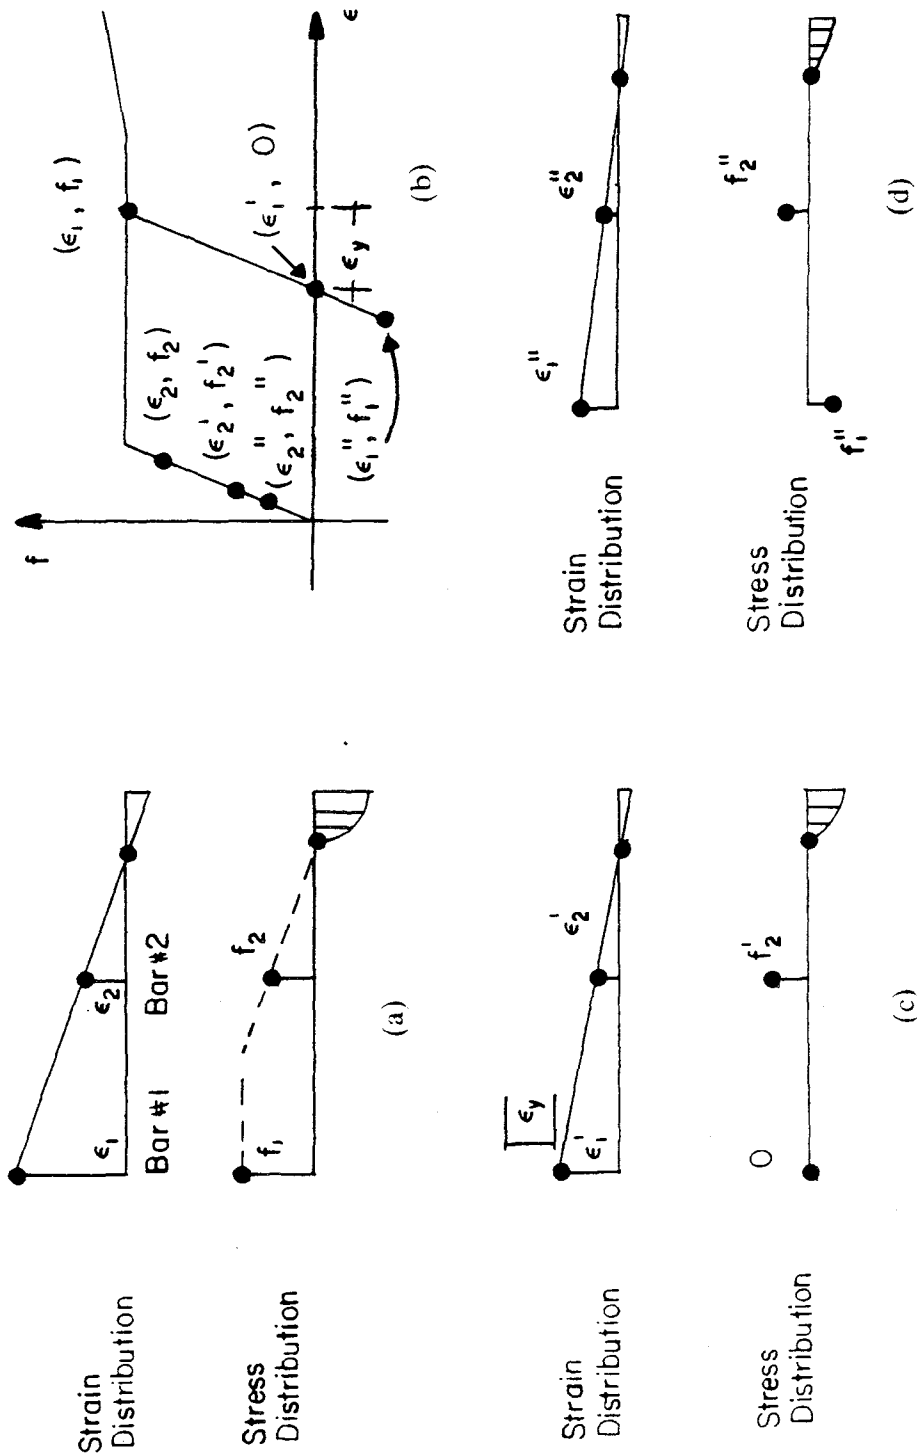 Strain
Distribution
ϵ₁
ϵ₂
Bar #1
Bar #2
Stress
Distribution
f₁
f₂
(a)
f
ϵ
(ϵ₁, f₁)
(ϵ₂, f₂)
(ϵ₂', f₂')
(ϵ₂'', f₂'')
(ϵ₁', 0)
ϵy
(ϵ₁'', f₁'')
(b)
Strain
Distribution
ϵy
ϵ₁'
ϵ₂'
Stress
Distribution
0
f₂'
(c)
Strain
Distribution
ϵ₁''
ϵ₂''
Stress
Distribution
f₁''
f₂''
(d)